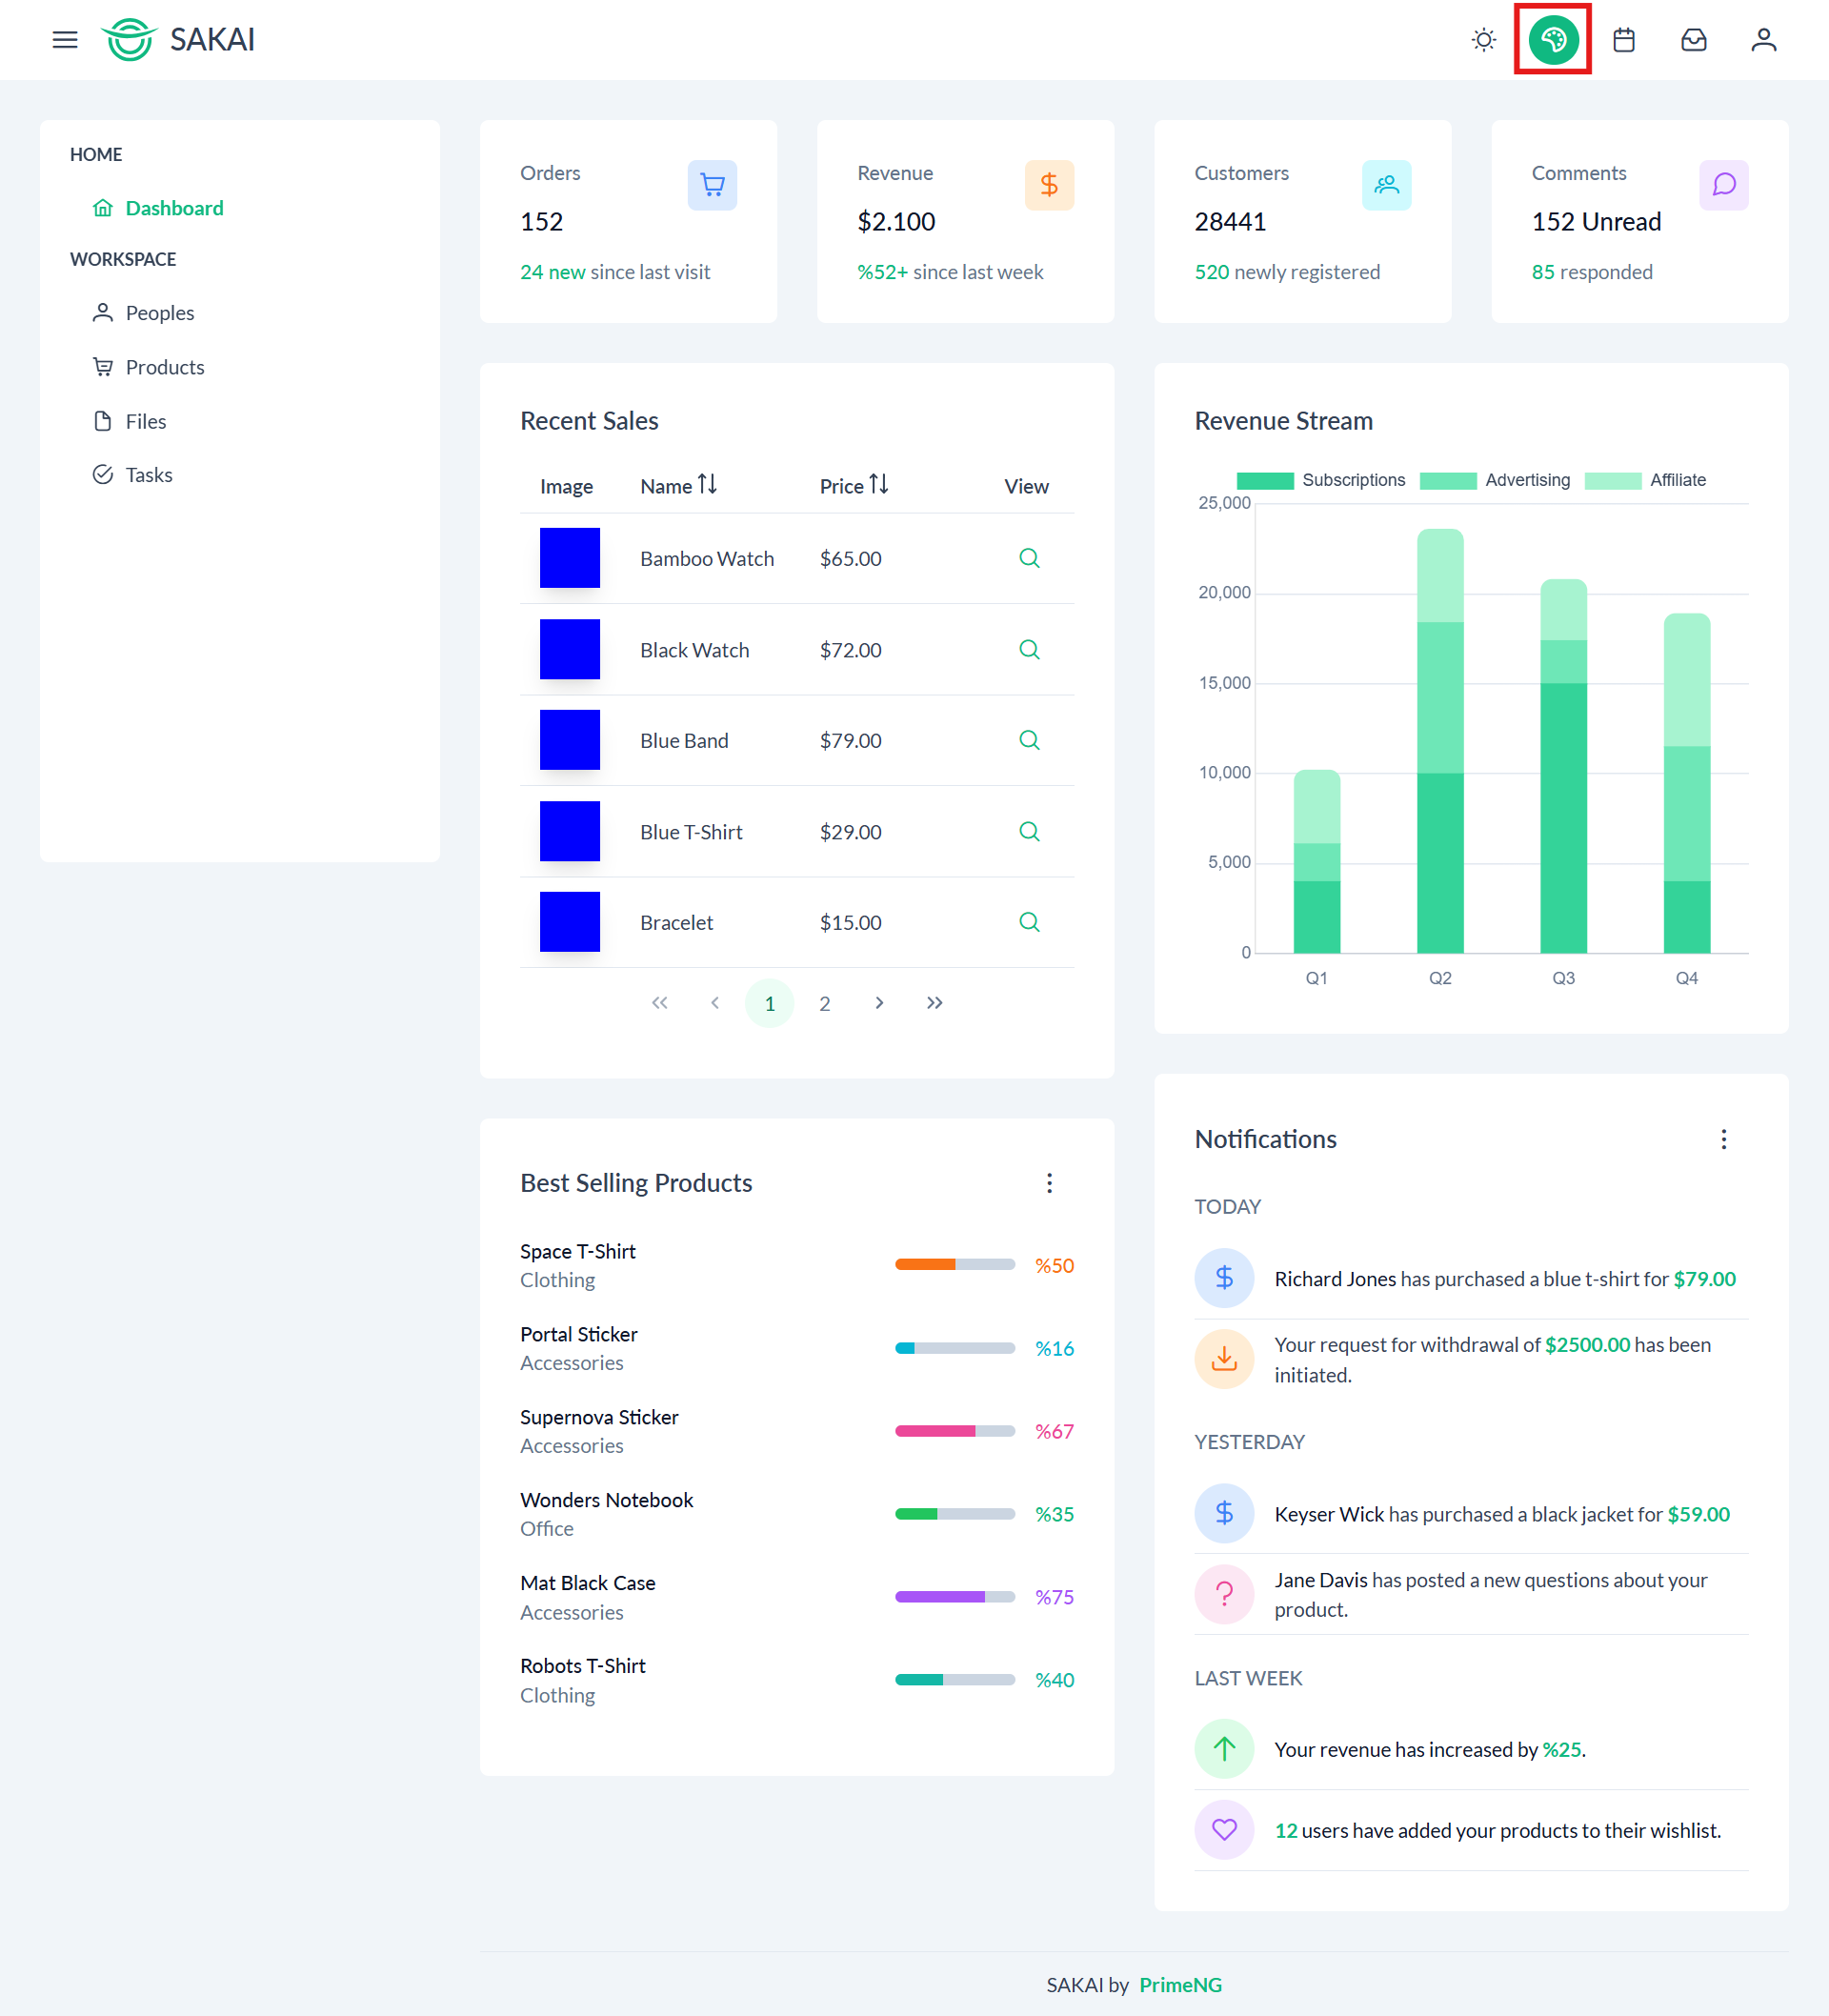 SAKAI
HOME
Dashboard
WORKSPACE
Peoples
Products
Files
Tasks
Orders
152
24 new since last visit
Revenue
$2.100
%52+ since last week
Customers
28441
520 newly registered
Comments
152 Unread
85 responded
Recent Sales
Image Name Price View
Bamboo Watch $65.00
Black Watch $72.00
Blue Band $79.00
Blue T-Shirt $29.00
Bracelet $15.00
1 2
Best Selling Products
Space T-Shirt
Clothing
%50
Portal Sticker
Accessories
%16
Supernova Sticker
Accessories
%67
Wonders Notebook
Office
%35
Mat Black Case
Accessories
%75
Robots T-Shirt
Clothing
%40
Revenue Stream
Subscriptions Advertising Affiliate
25,000
20,000
15,000
10,000
5,000
0
Q1 Q2 Q3 Q4
Notifications
TODAY
Richard Jones has purchased a blue t-shirt for $79.00
Your request for withdrawal of $2500.00 has been
initiated.
YESTERDAY
Keyser Wick has purchased a black jacket for $59.00
Jane Davis has posted a new questions about your
product.
LAST WEEK
Your revenue has increased by %25.
12 users have added your products to their wishlist.
SAKAI by PrimeNG